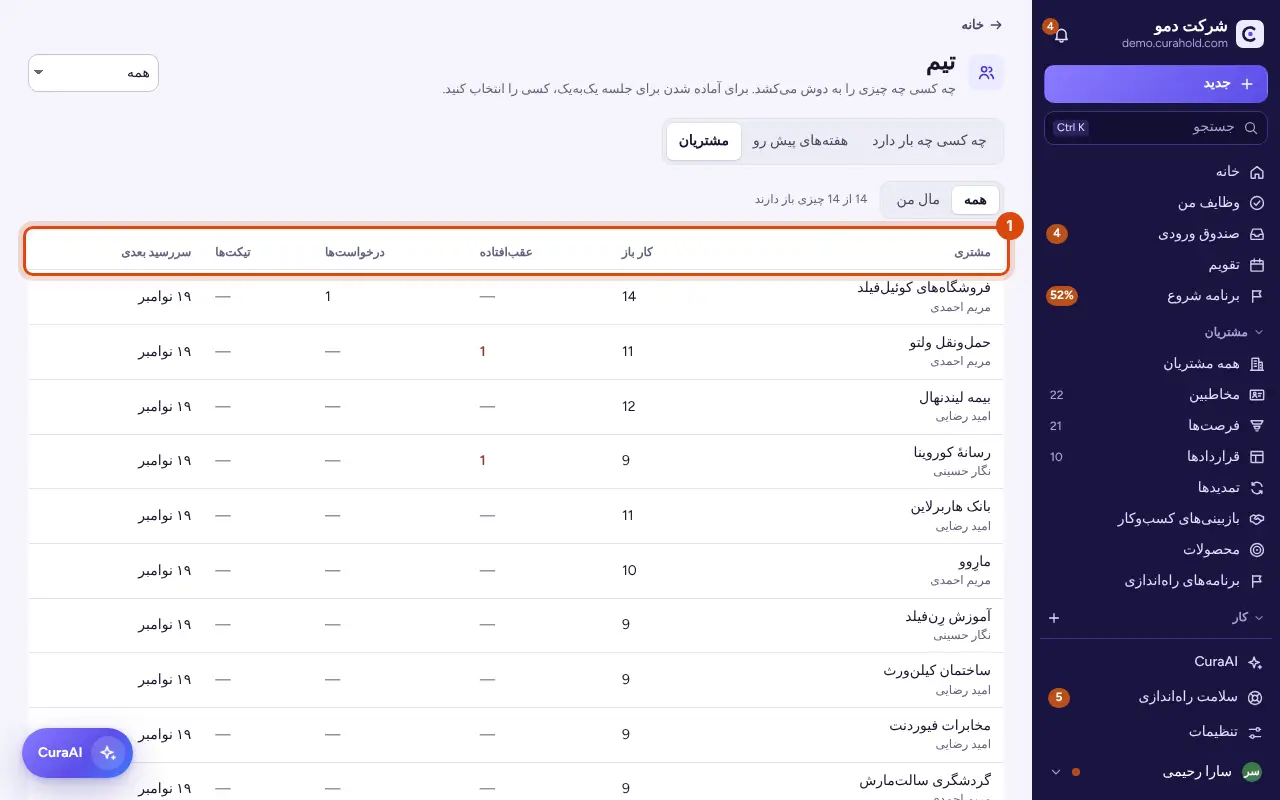 شرکت دمو
demo.curahold.com
4
جدید
جستجو
Ctrl K
خانه
وظایف من
صندوق ورودی
4
تقویم
برنامه شروع
52%
مشتریان
همه مشتریان
مخاطبین
22
فرصت‌ها
21
قراردادها
10
تمدیدها
بازبینی‌های کسب‌وکار
محصولات
برنامه‌های راه‌اندازی
کار
CuraAI
سلامت راه‌اندازی
5
تنظیمات
سر
سارا رحیمی
خانه
تیم
چه کسی چه چیزی را به دوش می‌کشد. برای آماده شدن برای جلسه یک‌به‌یک، کسی را انتخاب کنید.
همه
چه کسی چه بار دارد
هفته‌های پیش رو
مشتریان
همه
مال من
14 از 14 چیزی باز دارند
1
مشتری کار باز عقب‌افتاده درخواست‌ها تیکت‌ها سررسید بعدی
فروشگاه‌های کوئیل‌فیلد 14 — 1 — ۱۹ نوامبر
مریم احمدی
حمل‌ونقل ولتو 11 1 — — ۱۹ نوامبر
مریم احمدی
بیمه لیندنهال 12 — — — ۱۹ نوامبر
امید رضایی
رسانهٔ کوروینا 9 1 — — ۱۹ نوامبر
نگار حسینی
بانک هاربرلاین 11 — — — ۱۹ نوامبر
امید رضایی
مارِوو 10 — — — ۱۹ نوامبر
مریم احمدی
آموزش رِن‌فیلد 9 — — — ۱۹ نوامبر
نگار حسینی
ساختمان کیلن‌ورث 9 — — — ۱۹ نوامبر
امید رضایی
مخابرات فیوردنت 9 — — — ۱۹ نوامبر
امید رضایی
گردشگری سالت‌مارش 9 — — — ۱۹ نوامبر
CuraAI